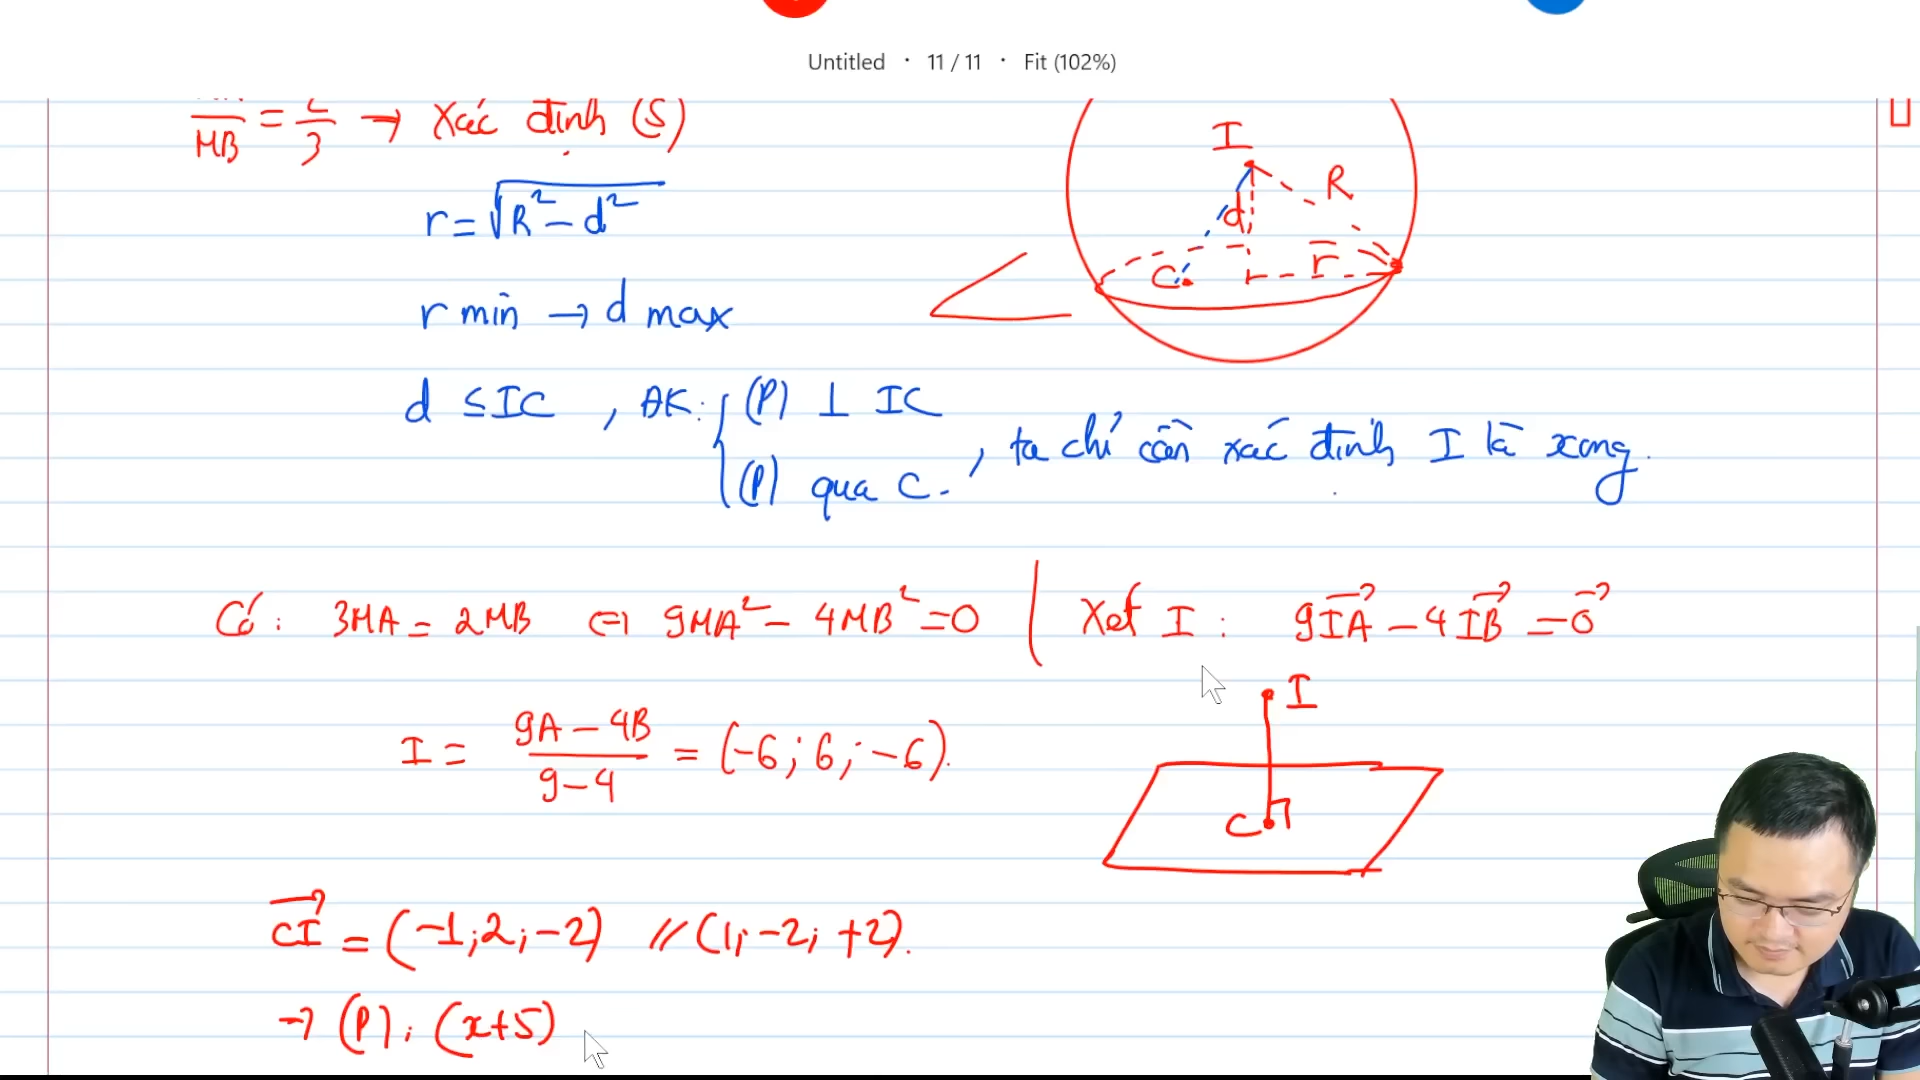 Untitled · 11 / 11 · Fit (102%)
MB = 3 → Xác định (S)
I
R
d
C
r
r = √R² - d²
r min → d max
d ≤ IC , ĐK: { (P) ⊥ IC
(P) qua C. , ta chỉ cần xác định I là xong.
Có : 3MA = 2MB ⇔ 9MA² - 4MB² = 0 | Xét I : 9IA⃗ - 4IB⃗ = 0⃗
I = (9A - 4B)/(9 - 4) = (-6; 6; -6).
I
C
CI⃗ = (-1; 2; -2) // (1; -2; +2).
→ (P): (x+5)